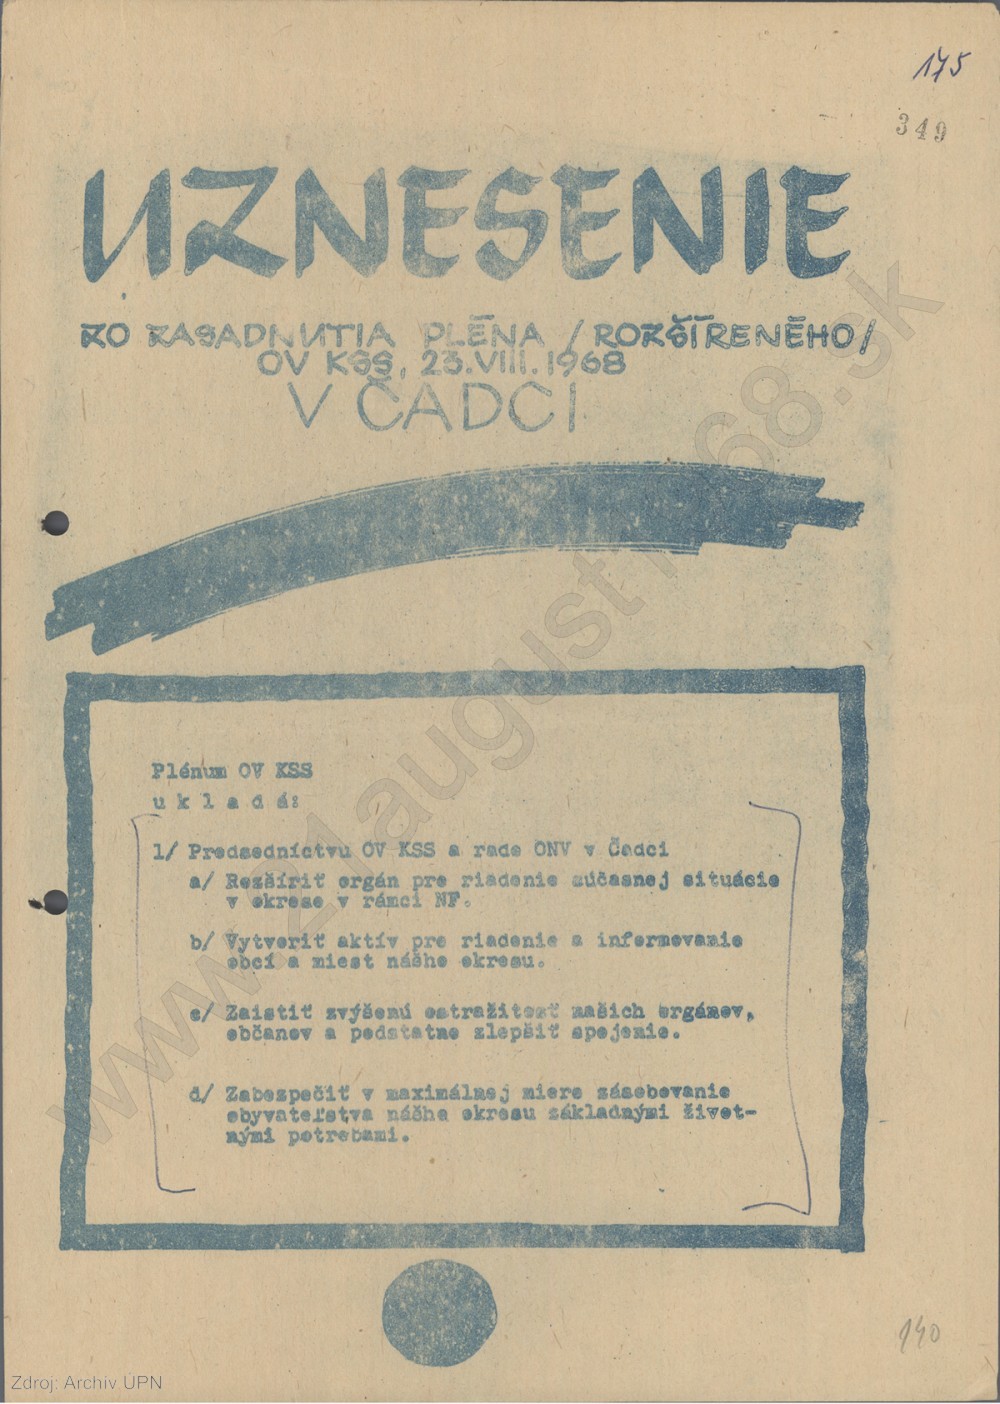 175
349
UZNESENIE
ZO ZASADNUTIA PLÉNA /ROZŠÍRENÉHO/
OV KSS, 23.VIII.1968
V ČADCI
Plénum OV KSS
u k l a d á:
1/ Predsedníctvu OV KSS a rade ONV v Čadci
a/ Rozšíriť orgán pre riadenie súčasnej situácie
v okrese v rámci NF.
b/ Vytvoriť aktív pre riadenie a informovanie
obcí a miest nášho okresu.
c/ Zaistiť zvýšenú ostražitosť našich orgánov,
občanov a podstatne zlepšiť spojenie.
d/ Zabezpečiť v maximálnej miere zásobovanie
obyvateľstva nášho okresu základnými život-
nými potrebami.
140
www.21august1968.sk
Zdroj: Archiv UPN